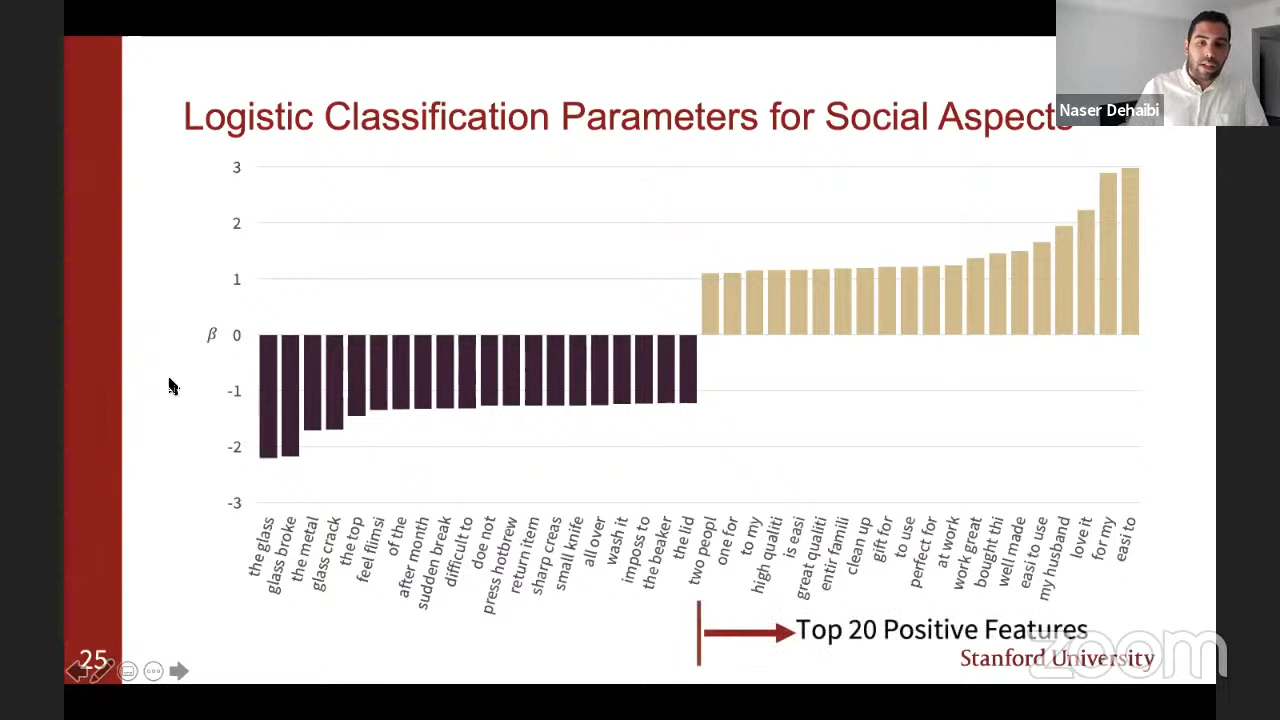 Naser Dehaibi
Logistic Classification Parameters for Social Aspects
3
2
1
β 0
-1
-2
-3
the glass
glass broke
the metal
glass crack
the top
feel flimsi
of the
after month
sudden break
difficult to
doe not
press hotbrew
return item
sharp creas
small knife
all over
wash it
imposs to
the beaker
the lid
two peopl
one for
to my
high qualiti
is easi
great qualiti
entir famili
clean up
gift for
to use
perfect for
at work
work great
bought thi
well made
easi to use
my husband
love it
for my
easi to
Top 20 Positive Features
25
Stanford University
zoom